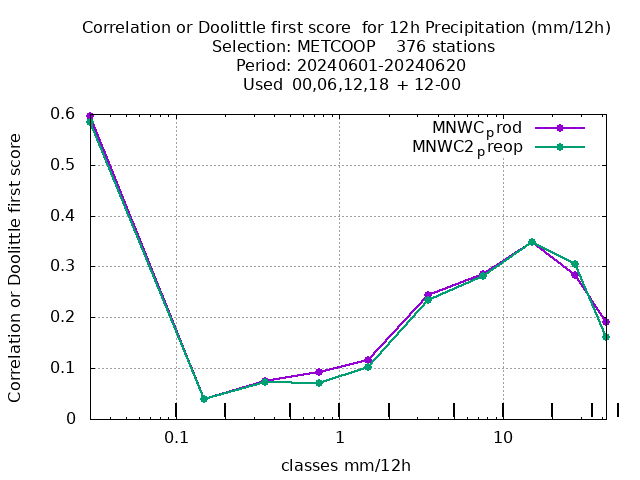 Correlation or Doolittle first score  for 12h Precipitation (mm/12h)
Selection: METCOOP    376 stations
Period: 20240601-20240620
Used  00,06,12,18  + 12-00
MNWCprod
MNWC2preop
Correlation or Doolittle first score
0.6
0.5
0.4
0.3
0.2
0.1
0
0.1
1
10
classes mm/12h